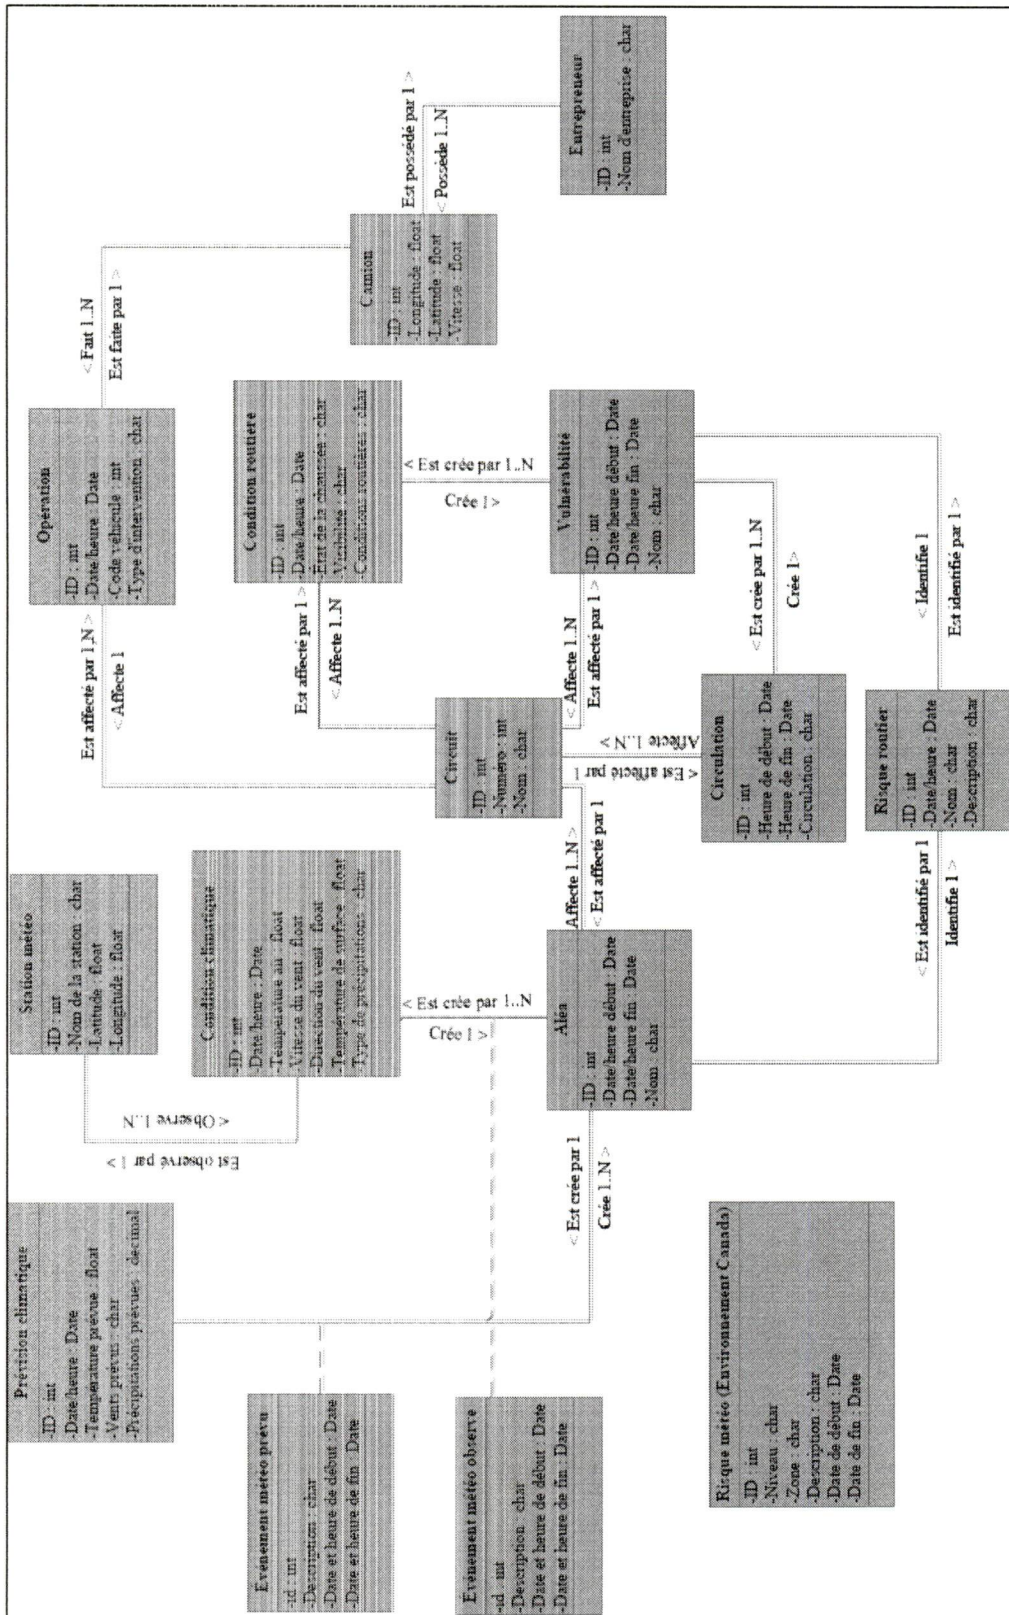 Prévision climatique
-ID : int
-Date/heure : Date
-Température prévue : float
-Vents prévus : char
-Précipitations prévues : decimal
Station météo
-ID : int
-Nom de la station : char
-Latitude : float
-Longitude : float
Est observé par 1 >
< Observe 1..N
Opération
-ID : int
-Date/heure : Date
-Code véhicule : int
-Type d'intervention : char
Est affecté par 1,N >
< Affecte 1
< Fait 1..N
Est faite par 1 >
Événement météo prévu
-id : int
-Description : char
-Date et heure de début : Date
-Date et heure de fin : Date
Condition climatique
-ID : int
-Date/heure : Date
-Température air : float
-Vitesse du vent : float
-Direction du vent : float
-Température de surface : float
-Type de précipitations : char
Condition routière
-ID : int
-Date/heure : Date
-État de la chaussée : char
-Visibilité : char
-Conditions routières : char
Est affecté par 1 >
< Affecte 1..N
Camion
-ID : int
-Longitude : float
-Latitude : float
-Vitesse : float
Est possédé par 1 >
< Possède 1..N
Événement météo observé
-id : int
-Description : char
-Date et heure de début : Date
-Date et heure de fin : Date
< Est crée par 1..N
Crée 1 >
Circuit
-ID : int
-Numéro : int
-Nom : char
< Est crée par 1..N
Crée 1 >
Aléa
-ID : int
-Date/heure début : Date
-Date/heure fin : Date
-Nom : char
< Est crée par 1
Crée 1..N >
Affecte 1..N >
< Est affecté par 1
< Affecte 1..N
Est affecté par 1 >
Vulnérabilité
-ID : int
-Date/heure début : Date
-Date/heure fin : Date
-Nom : char
Entrepreneur
-ID : int
-Nom d'entreprise : char
< Est affecté par 1
Affecte 1..N >
Circulation
-ID : int
-Heure de début : Date
-Heure de fin : Date
-Circulation : char
< Est crée par 1..N
Crée 1>
Risque météo (Environnement Canada)
-ID : int
-Niveau : char
-Zone : char
-Description : char
-Date de début : Date
-Date de fin : Date
< Est identifié par 1
Identifie 1 >
Risque routier
-ID : int
-Date/heure : Date
-Nom : char
-Description : char
< Identifie 1
Est identifié par 1 >